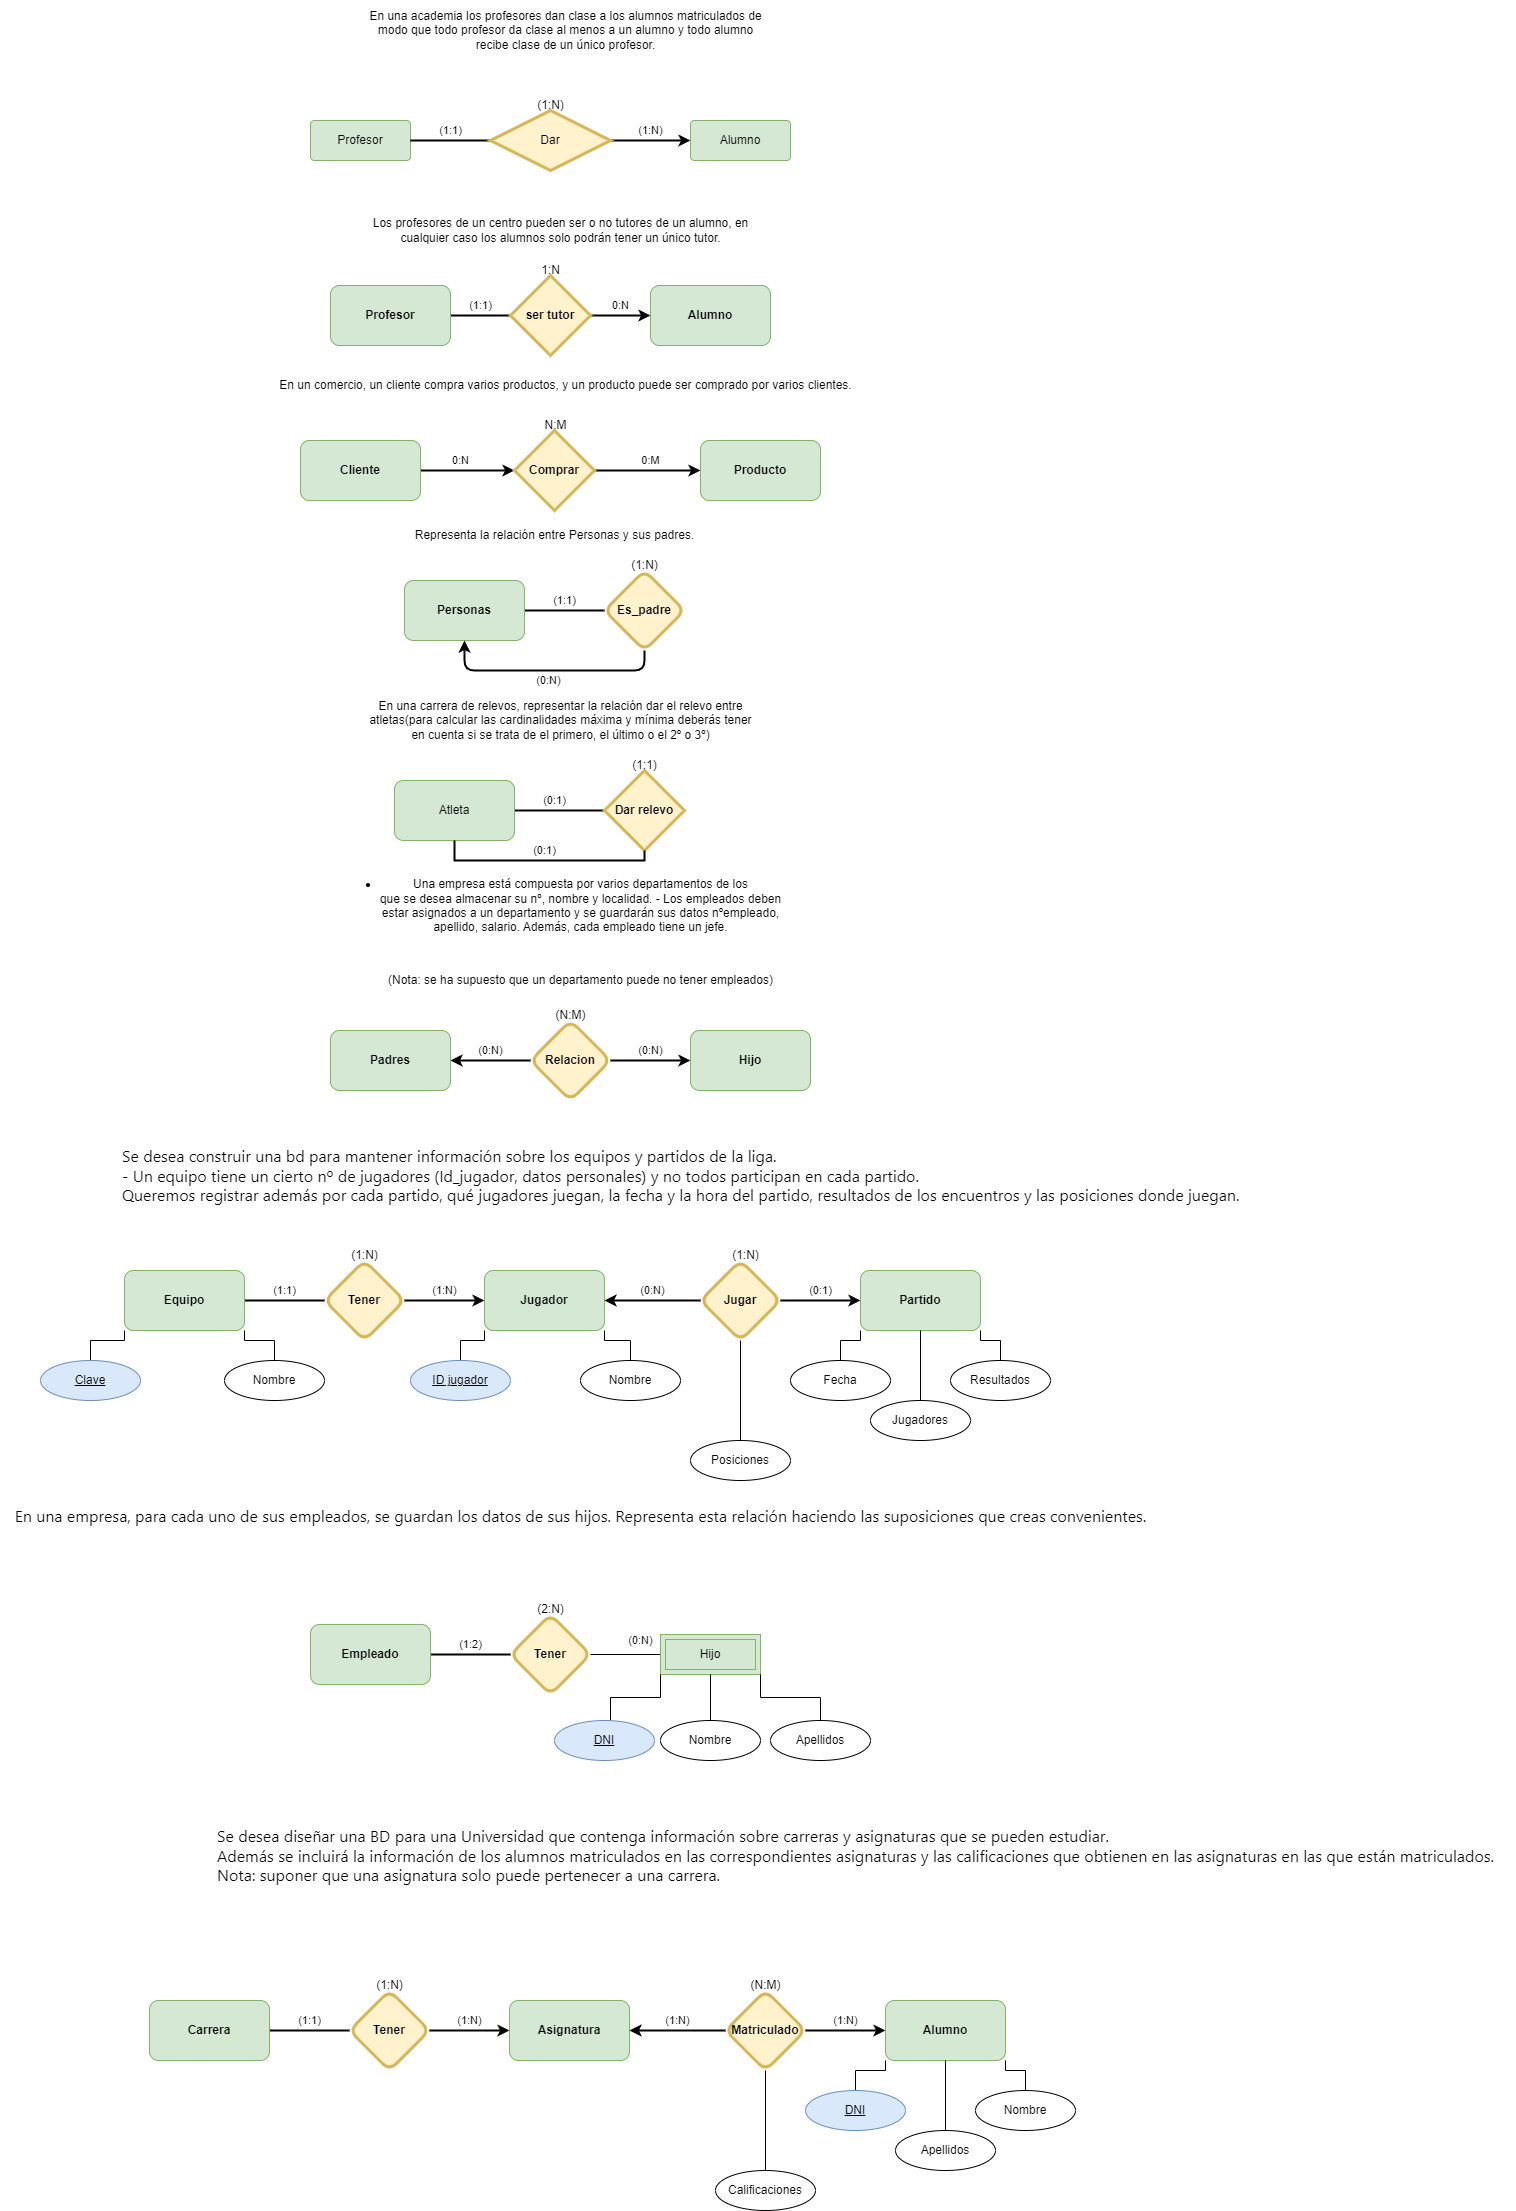 En una academia los profesores dan clase a los alumnos matriculados de
modo que todo profesor da clase al menos a un alumno y todo alumno
recibe clase de un único profesor.
(1:N)
Profesor
(1:1)
Dar
(1:N)
Alumno
Los profesores de un centro pueden ser o no tutores de un alumno, en
cualquier caso los alumnos solo podrán tener un único tutor.
1:N
Profesor
(1:1)
ser tutor
0:N
Alumno
En un comercio, un cliente compra varios productos, y un producto puede ser comprado por varios clientes.
N:M
Cliente
0:N
Comprar
0:M
Producto
Representa la relación entre Personas y sus padres.
(1:N)
Personas
(1:1)
Es_padre
(0:N)
En una carrera de relevos, representar la relación dar el relevo entre
atletas(para calcular las cardinalidades máxima y mínima deberás tener
en cuenta si se trata de el primero, el último o el 2º o 3º)
(1:1)
Atleta
(0:1)
Dar relevo
(0:1)
• Una empresa está compuesta por varios departamentos de los
que se desea almacenar su nº, nombre y localidad. - Los empleados deben
estar asignados a un departamento y se guardarán sus datos nºempleado,
apellido, salario. Además, cada empleado tiene un jefe.
(Nota: se ha supuesto que un departamento puede no tener empleados)
(N:M)
Padres
(0:N)
Relacion
(0:N)
Hijo
Se desea construir una bd para mantener información sobre los equipos y partidos de la liga.
- Un equipo tiene un cierto nº de jugadores (Id_jugador, datos personales) y no todos participan en cada partido.
Queremos registrar además por cada partido, qué jugadores juegan, la fecha y la hora del partido, resultados de los encuentros y las posiciones donde juegan.
(1:N)
(1:N)
Equipo
(1:1)
Tener
(1:N)
Jugador
(0:N)
Jugar
(0:1)
Partido
Clave
Nombre
ID jugador
Nombre
Fecha
Resultados
Jugadores
Posiciones
En una empresa, para cada uno de sus empleados, se guardan los datos de sus hijos. Representa esta relación haciendo las suposiciones que creas convenientes.
(2:N)
Empleado
(1:2)
Tener
(0:N)
Hijo
DNI
Nombre
Apellidos
Se desea diseñar una BD para una Universidad que contenga información sobre carreras y asignaturas que se pueden estudiar.
Además se incluirá la información de los alumnos matriculados en las correspondientes asignaturas y las calificaciones que obtienen en las asignaturas en las que están matriculados.
Nota: suponer que una asignatura solo puede pertenecer a una carrera.
(1:N)
(N:M)
Carrera
(1:1)
Tener
(1:N)
Asignatura
(1:N)
Matriculado
(1:N)
Alumno
DNI
Nombre
Apellidos
Calificaciones